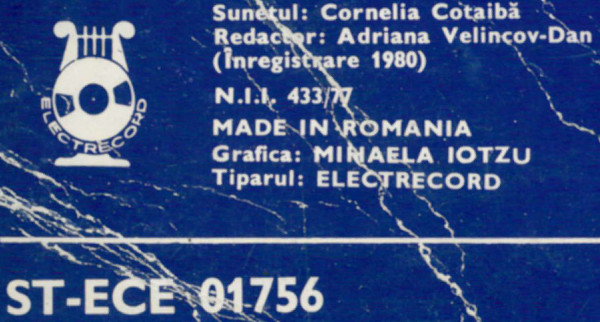 Sunetul: Cornelia Cotaibă
Redactor: Adriana Velincov-Dan
(Înregistrare 1980)
N.I.I. 433/77
MADE IN ROMANIA
Grafica: MIHAELA IOTZU
Tiparul: ELECTRECORD
ELECTRECORD
ST-ECE 01756